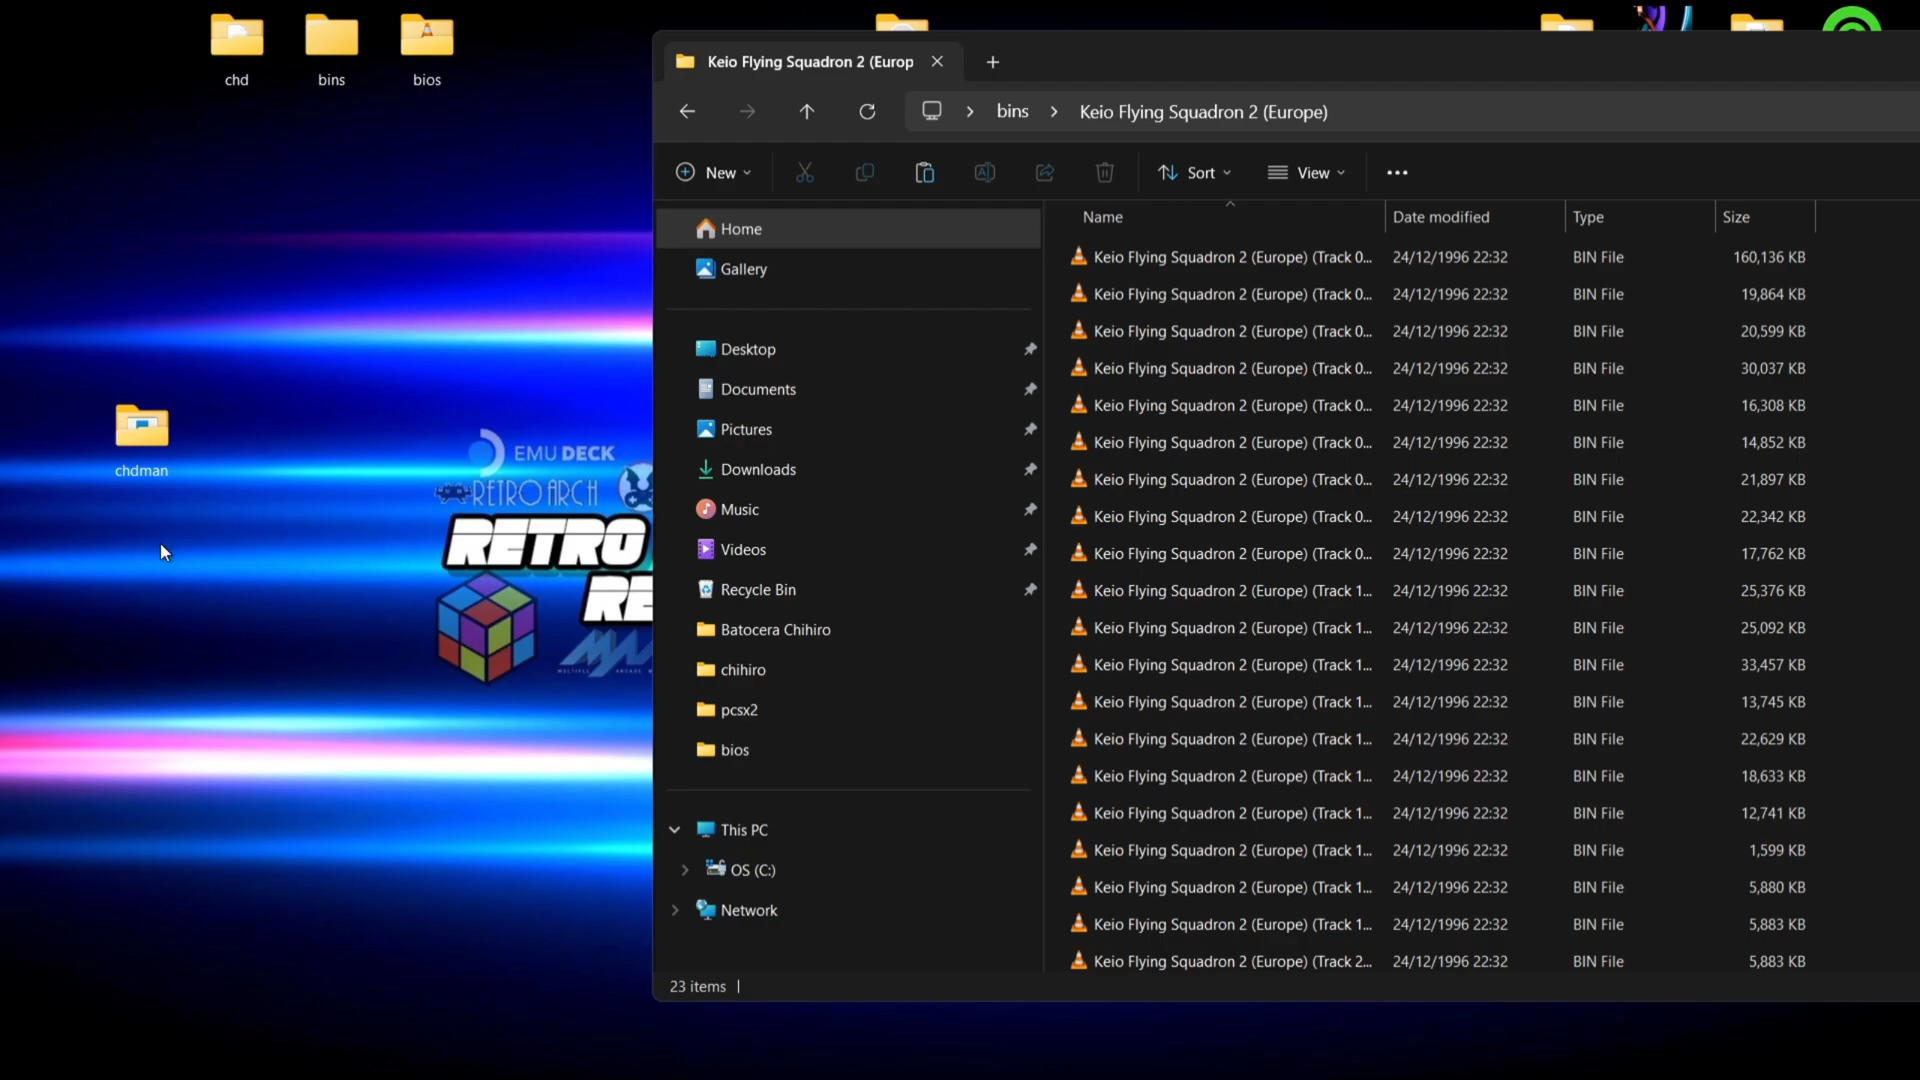 chd
bins
bios
chdman
EMU DECK
RETROARCH
RETRO
RE
Keio Flying Squadron 2 (Europ
bins
Keio Flying Squadron 2 (Europe)
New
Sort
View
Home
Gallery
Desktop
Documents
Pictures
Downloads
Music
Videos
Recycle Bin
Batocera Chihiro
chihiro
pcsx2
bios
This PC
OS (C:)
Network
Name Date modified Type Size
Keio Flying Squadron 2 (Europe) (Track 0... 24/12/1996 22:32 BIN File 160,136 KB
Keio Flying Squadron 2 (Europe) (Track 0... 24/12/1996 22:32 BIN File 19,864 KB
Keio Flying Squadron 2 (Europe) (Track 0... 24/12/1996 22:32 BIN File 20,599 KB
Keio Flying Squadron 2 (Europe) (Track 0... 24/12/1996 22:32 BIN File 30,037 KB
Keio Flying Squadron 2 (Europe) (Track 0... 24/12/1996 22:32 BIN File 16,308 KB
Keio Flying Squadron 2 (Europe) (Track 0... 24/12/1996 22:32 BIN File 14,852 KB
Keio Flying Squadron 2 (Europe) (Track 0... 24/12/1996 22:32 BIN File 21,897 KB
Keio Flying Squadron 2 (Europe) (Track 0... 24/12/1996 22:32 BIN File 22,342 KB
Keio Flying Squadron 2 (Europe) (Track 0... 24/12/1996 22:32 BIN File 17,762 KB
Keio Flying Squadron 2 (Europe) (Track 1... 24/12/1996 22:32 BIN File 25,376 KB
Keio Flying Squadron 2 (Europe) (Track 1... 24/12/1996 22:32 BIN File 25,092 KB
Keio Flying Squadron 2 (Europe) (Track 1... 24/12/1996 22:32 BIN File 33,457 KB
Keio Flying Squadron 2 (Europe) (Track 1... 24/12/1996 22:32 BIN File 13,745 KB
Keio Flying Squadron 2 (Europe) (Track 1... 24/12/1996 22:32 BIN File 22,629 KB
Keio Flying Squadron 2 (Europe) (Track 1... 24/12/1996 22:32 BIN File 18,633 KB
Keio Flying Squadron 2 (Europe) (Track 1... 24/12/1996 22:32 BIN File 12,741 KB
Keio Flying Squadron 2 (Europe) (Track 1... 24/12/1996 22:32 BIN File 1,599 KB
Keio Flying Squadron 2 (Europe) (Track 1... 24/12/1996 22:32 BIN File 5,880 KB
Keio Flying Squadron 2 (Europe) (Track 1... 24/12/1996 22:32 BIN File 5,883 KB
Keio Flying Squadron 2 (Europe) (Track 2... 24/12/1996 22:32 BIN File 5,883 KB
23 items